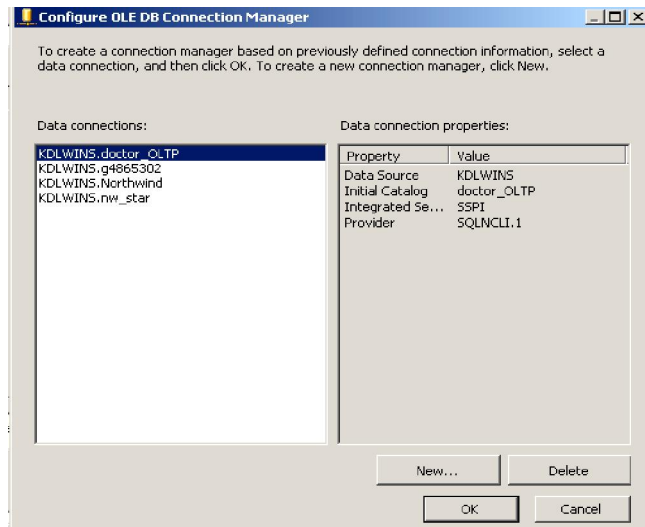 Configure OLE DB Connection Manager
To create a connection manager based on previously defined connection information, select a
data connection, and then click OK. To create a new connection manager, click New.
Data connections:
KDLWINS.doctor_OLTP
KDLWINS.g4865302
KDLWINS.Northwind
KDLWINS.nw_star
Data connection properties:
Property Value
Data Source KDLWINS
Initial Catalog doctor_OLTP
Integrated Se... SSPI
Provider SQLNCLI.1
New... Delete
OK Cancel